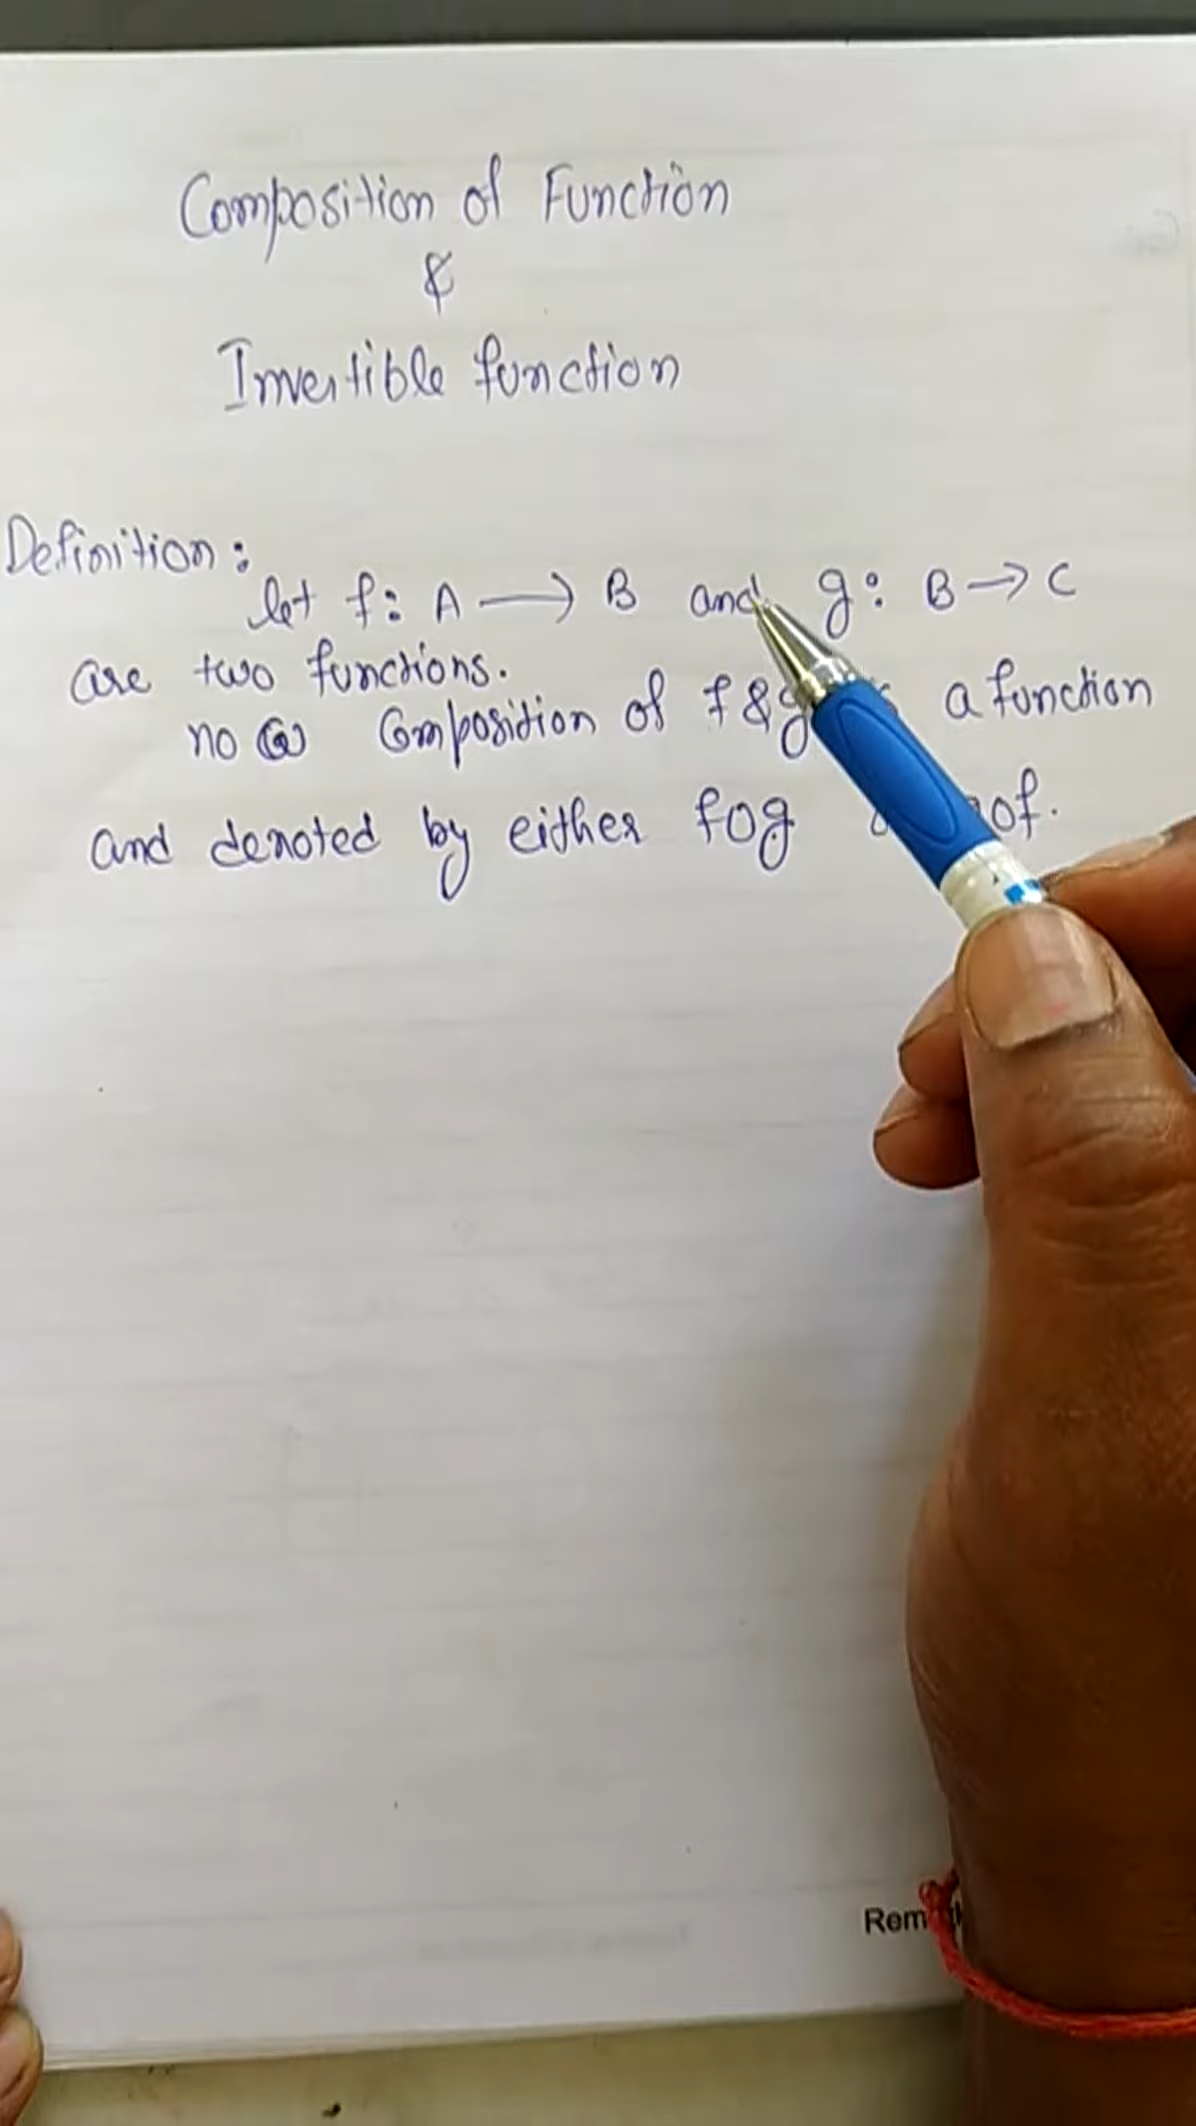 Composition of Function
&
Invertible function
Definition:
let f: A → B and g: B → C
are two functions.
no Composition of f & g a function
and denoted by either fog of.
Rem